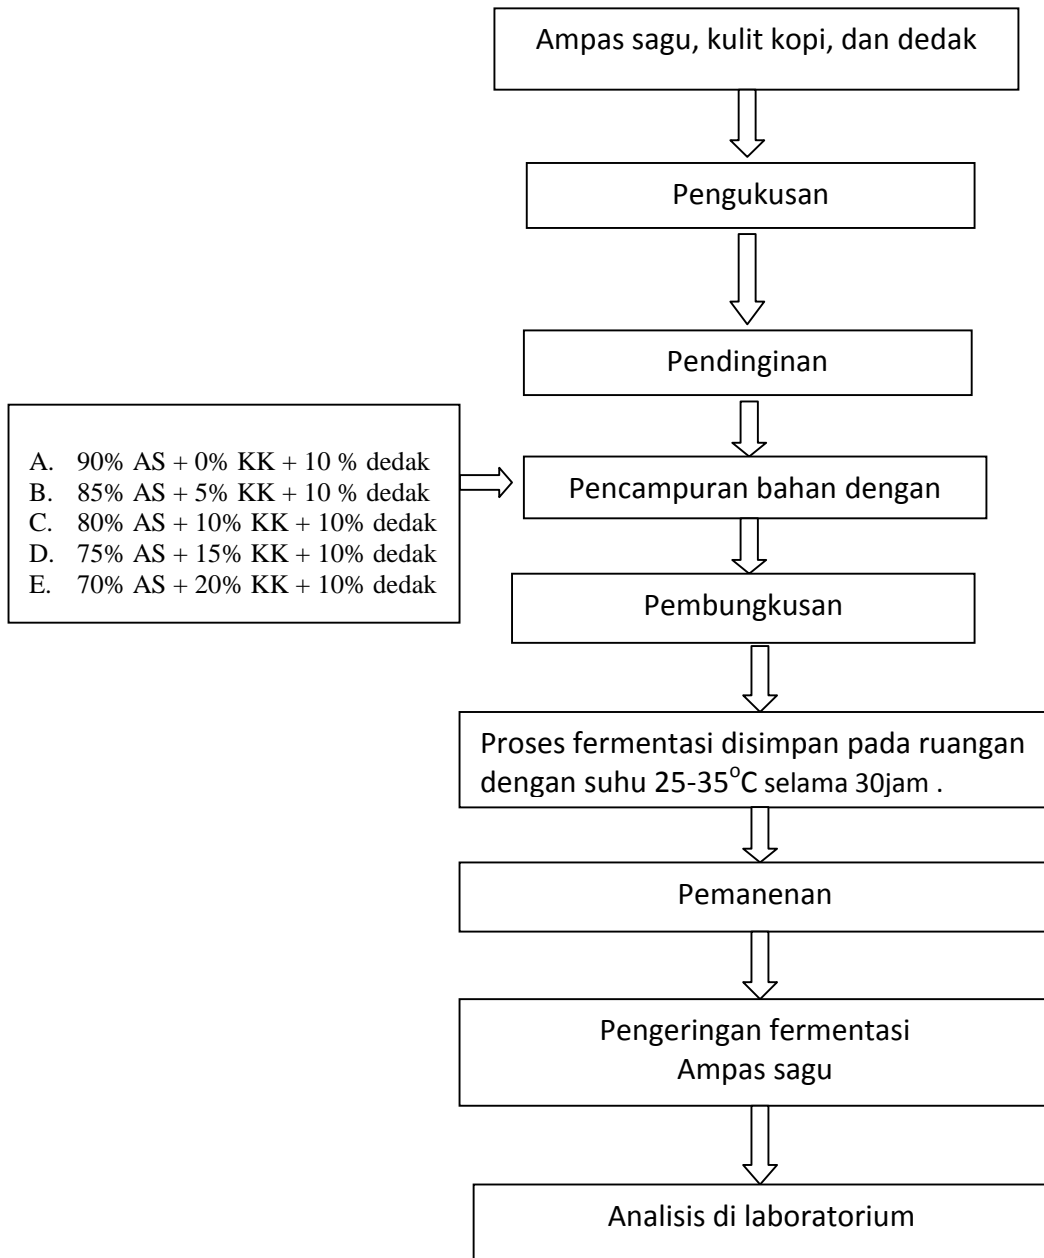 Ampas sagu, kulit kopi, dan dedak
Pengukusan
Pendinginan
A. 90% AS + 0% KK + 10 % dedak
B. 85% AS + 5% KK + 10 % dedak
C. 80% AS + 10% KK + 10% dedak
D. 75% AS + 15% KK + 10% dedak
E. 70% AS + 20% KK + 10% dedak
Pencampuran bahan dengan
Pembungkusan
Proses fermentasi disimpan pada ruangan
dengan suhu 25-35°C selama 30jam .
Pemanenan
Pengeringan fermentasi
Ampas sagu
Analisis di laboratorium